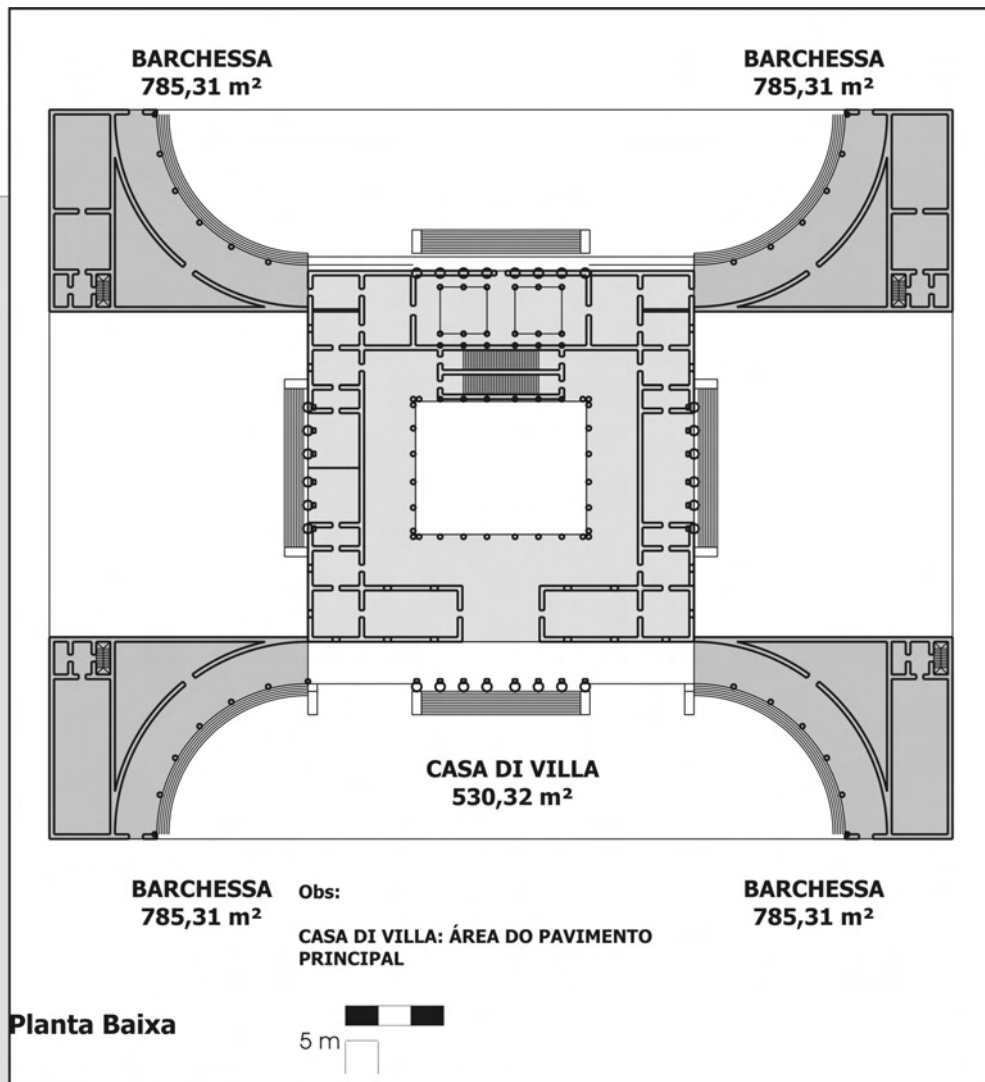 BARCHESSA
785,31 m²
BARCHESSA
785,31 m²
CASA DI VILLA
530,32 m²
BARCHESSA
785,31 m²
BARCHESSA
785,31 m²
Obs:
CASA DI VILLA: ÁREA DO PAVIMENTO
PRINCIPAL
Planta Baixa
5 m